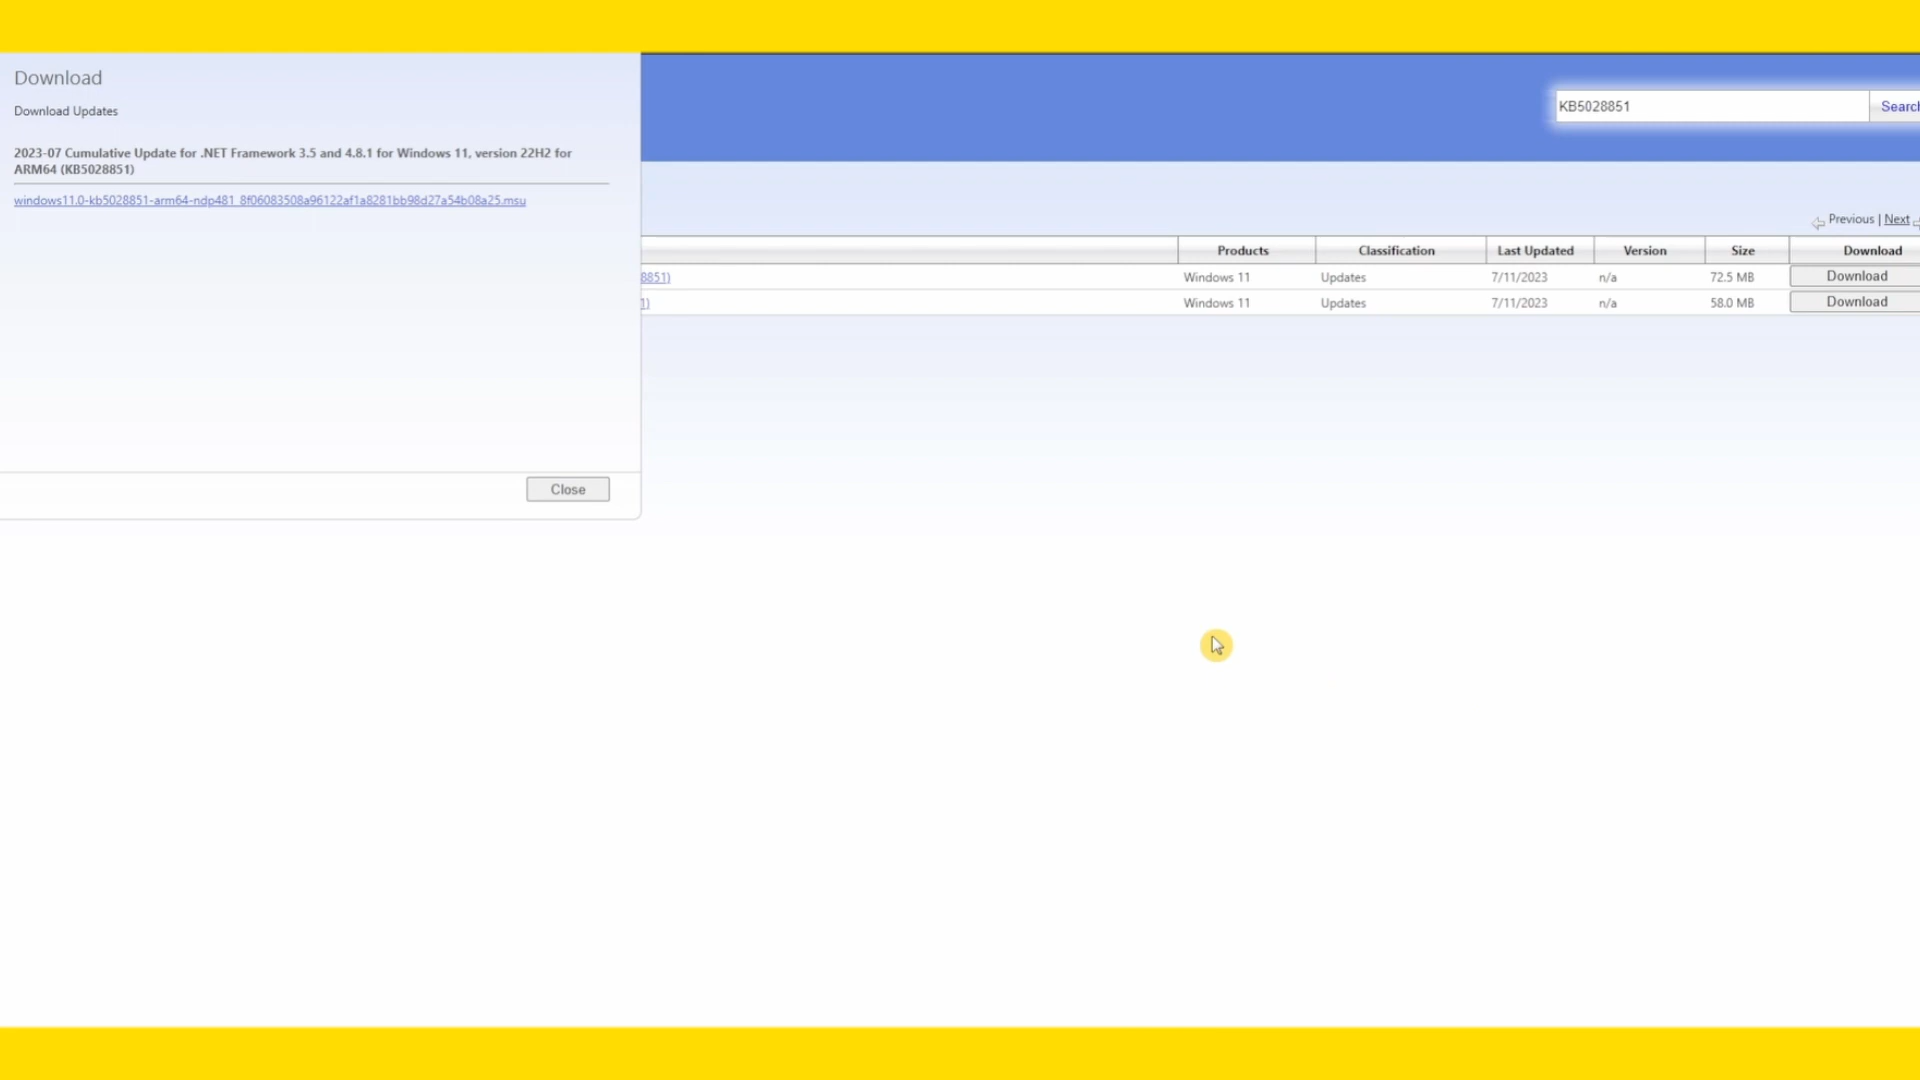 Download
Download Updates
2023-07 Cumulative Update for .NET Framework 3.5 and 4.8.1 for Windows 11, version 22H2 for
ARM64 (KB5028851)
windows11.0-kb5028851-arm64-ndp481_8f06083508a96122af1a8281bb98d27a54b08a25.msu
Close
KB5028851
Search
Previous | Next
Products Classification Last Updated Version Size Download
8851) Windows 11 Updates 7/11/2023 n/a 72.5 MB Download
1) Windows 11 Updates 7/11/2023 n/a 58.0 MB Download